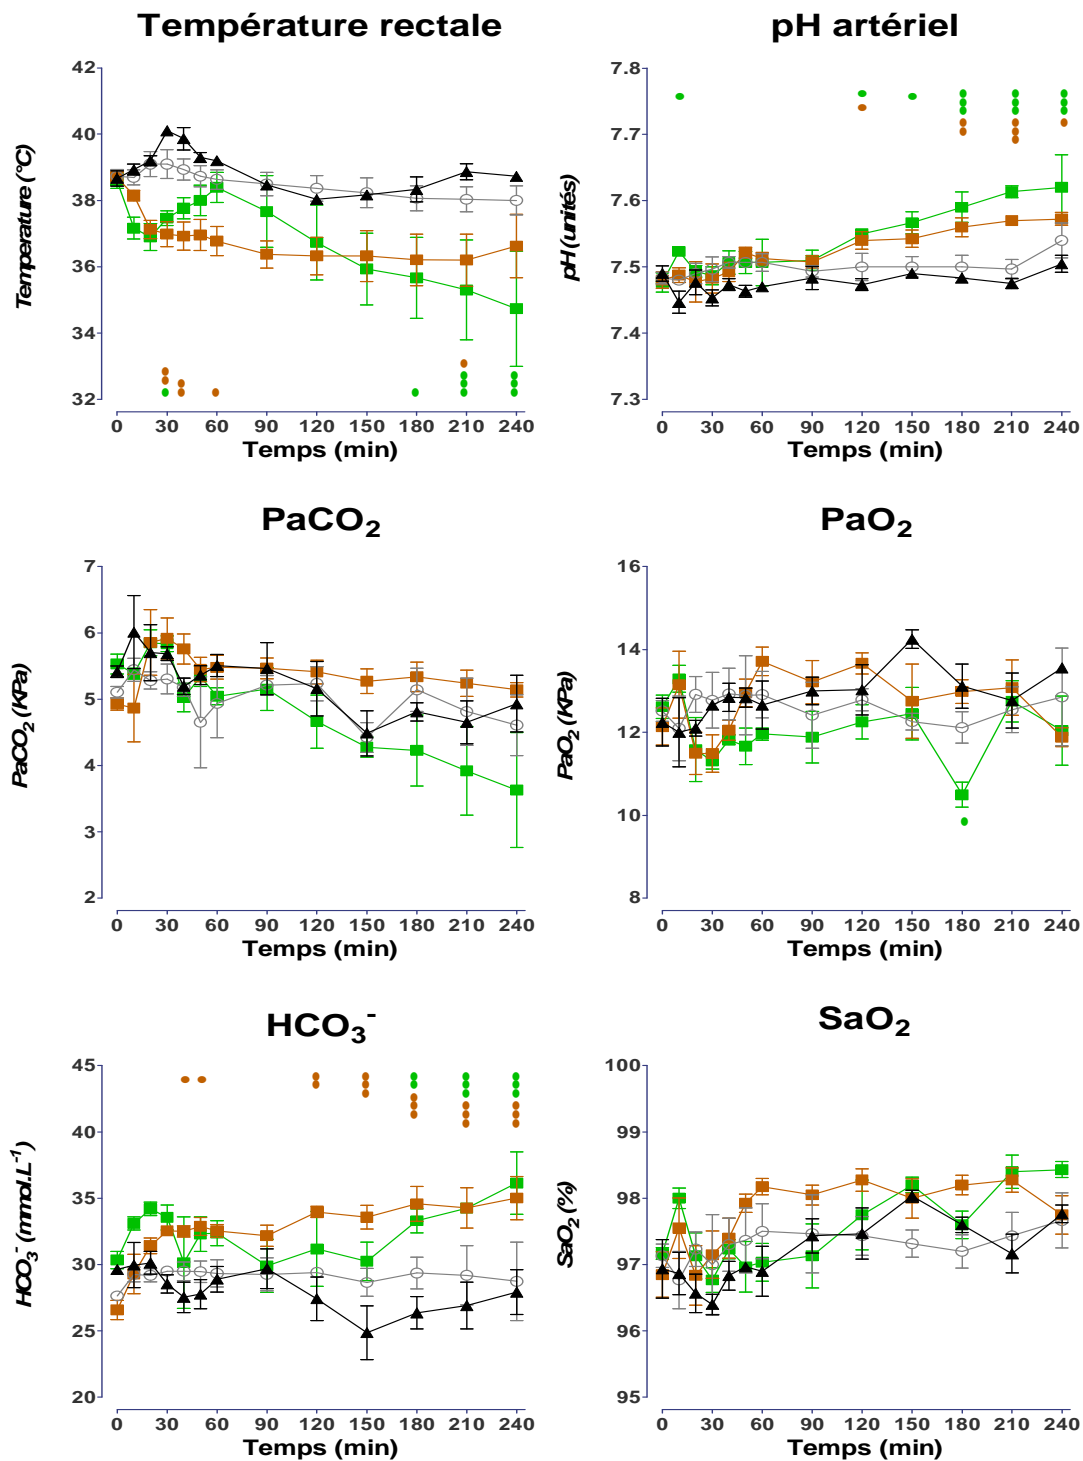 Température rectale
Temperature (°C)
42
40
38
36
34
32
0 30 60 90 120 150 180 210 240
Temps (min)
pH artériel
pH (unités)
7.8
7.7
7.6
7.5
7.4
7.3
0 30 60 90 120 150 180 210 240
Temps (min)
PaCO₂
PaCO₂ (KPa)
7
6
5
4
3
2
0 30 60 90 120 150 180 210 240
Temps (min)
PaO₂
PaO₂ (KPa)
16
14
12
10
8
0 30 60 90 120 150 180 210 240
Temps (min)
HCO₃⁻
HCO₃⁻ (mmol.L⁻¹)
45
40
35
30
25
20
0 30 60 90 120 150 180 210 240
Temps (min)
SaO₂
SaO₂ (%)
100
99
98
97
96
95
0 30 60 90 120 150 180 210 240
Temps (min)